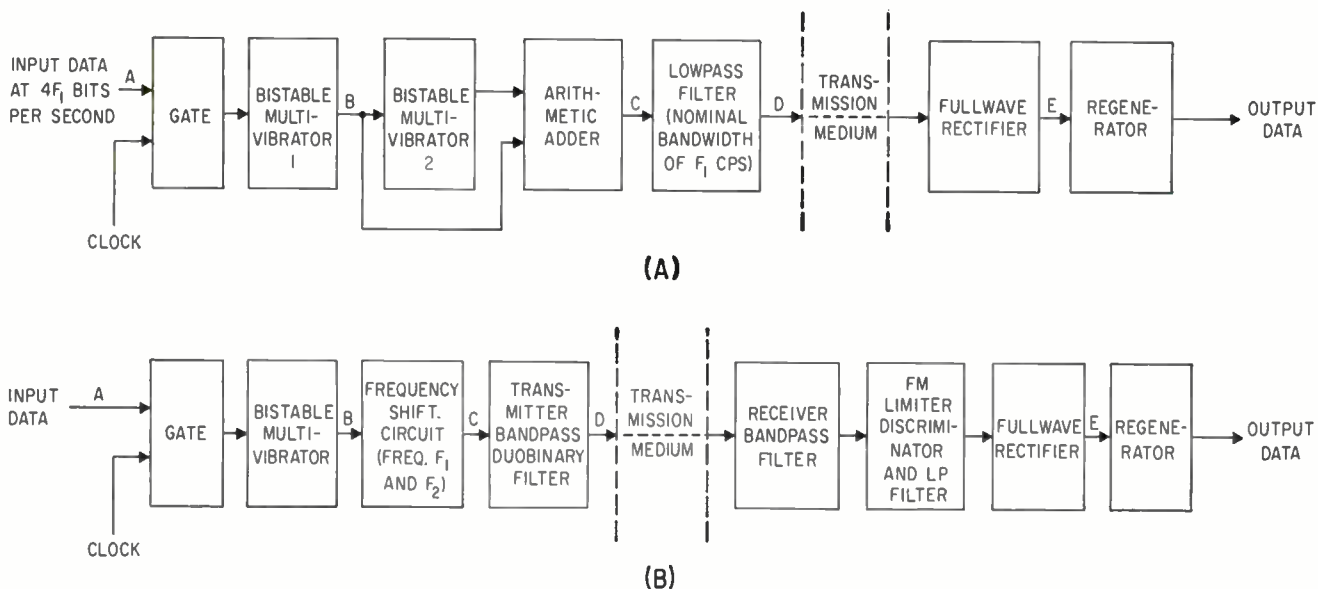 INPUT DATA
AT 4F₁ BITS
PER SECOND
A
CLOCK
GATE
BISTABLE
MULTI-
VIBRATOR
1
B
BISTABLE
MULTI-
VIBRATOR
2
ARITH-
METIC
ADDER
C
LOWPASS
FILTER
(NOMINAL
BANDWIDTH
OF F₁ CPS)
D
TRANS-
MISSION
MEDIUM
FULLWAVE
RECTIFIER
E
REGENE-
RATOR
OUTPUT
DATA
(A)
INPUT
DATA
A
CLOCK
GATE
BISTABLE
MULTI-
VIBRATOR
B
FREQUENCY
SHIFT.
CIRCUIT
(FREQ. F₁
AND F₂)
C
TRANS-
MITTER
BANDPASS
DUOBINARY
FILTER
D
TRANS-
MISSION
MEDIUM
RECEIVER
BANDPASS
FILTER
FM
LIMITER
DISCRIMI-
NATOR
AND LP
FILTER
FULLWAVE
RECTIFIER
E
REGENE-
RATOR
OUTPUT
DATA
(B)